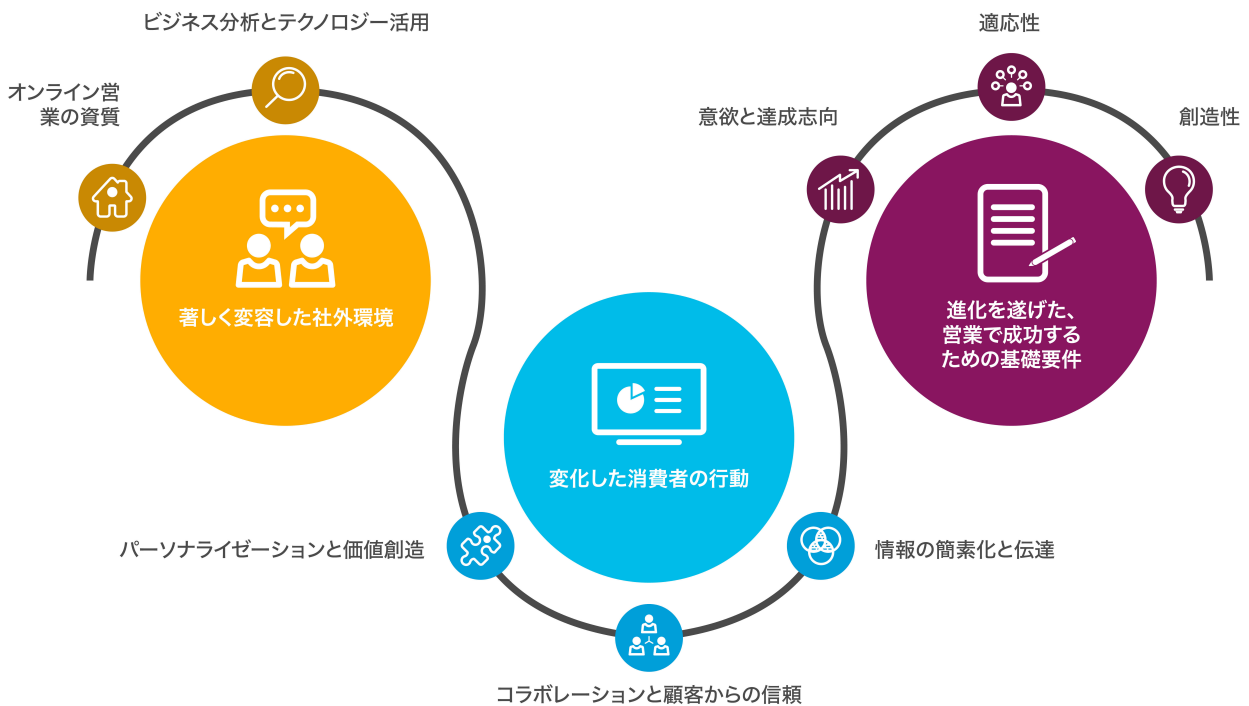 ビジネス分析とテクノロジー活用
オンライン営
業の資質
著しく変容した社外環境
パーソナライゼーションと価値創造
変化した消費者の行動
コラボレーションと顧客からの信頼
情報の簡素化と伝達
意欲と達成志向
適応性
創造性
進化を遂げた、
営業で成功する
ための基礎要件